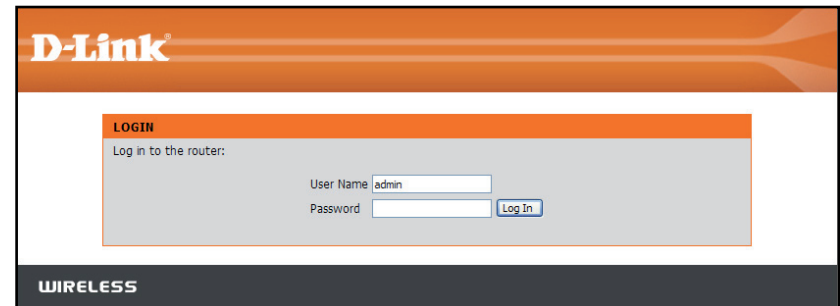 D-Link
LOGIN
Log in to the router:
User Name admin
Password Log In
WIRELESS